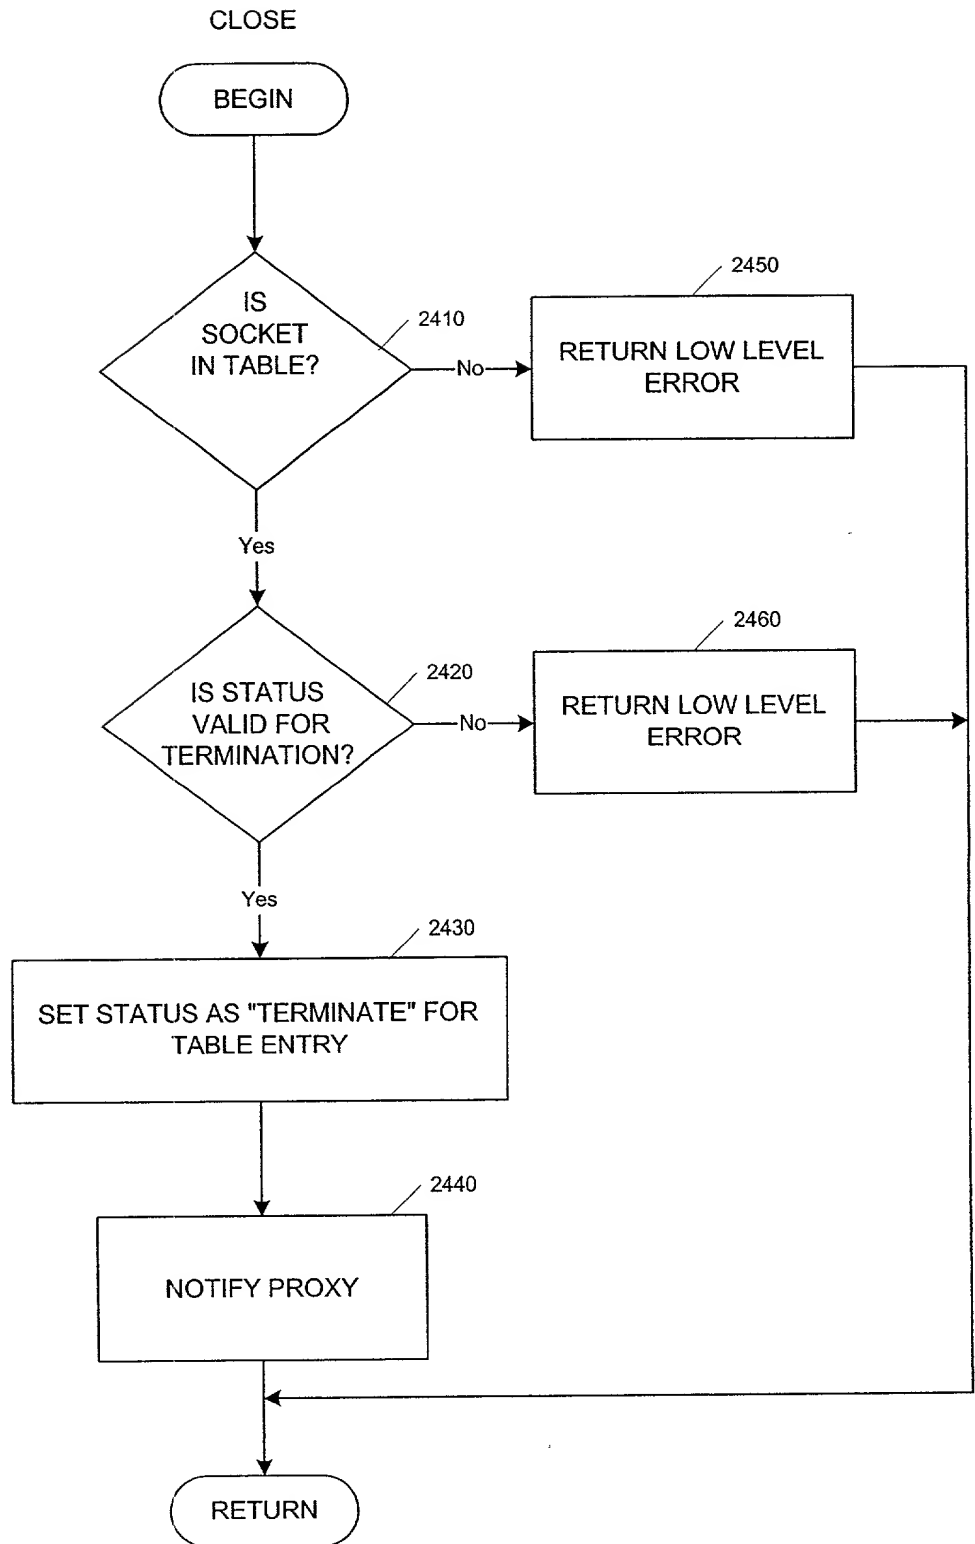 CLOSE
BEGIN
IS
SOCKET
IN TABLE?
2410
No
2450
RETURN LOW LEVEL
ERROR
Yes
IS STATUS
VALID FOR
TERMINATION?
2420
No
2460
RETURN LOW LEVEL
ERROR
Yes
2430
SET STATUS AS "TERMINATE" FOR
TABLE ENTRY
2440
NOTIFY PROXY
RETURN